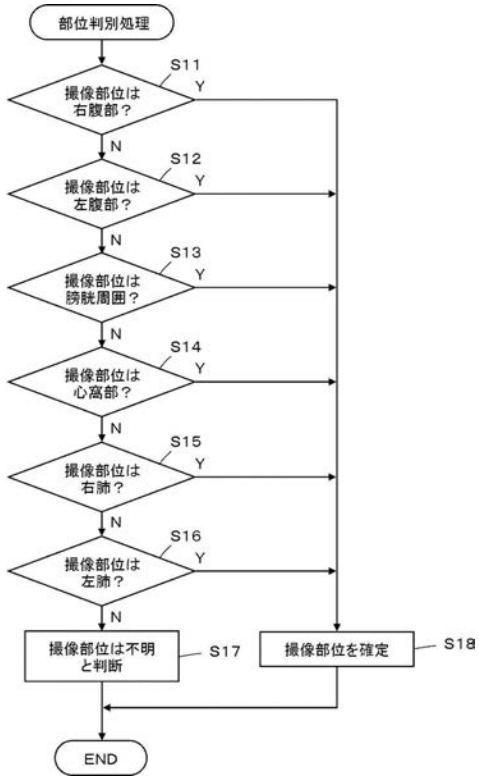 部位判別処理
S11
Y
撮像部位は
右腹部？
N
S12
Y
撮像部位は
左腹部？
N
S13
Y
撮像部位は
膀胱周囲？
N
S14
Y
撮像部位は
心窩部？
N
S15
Y
撮像部位は
右肺？
N
S16
Y
撮像部位は
左肺？
N
撮像部位は不明
と判断
S17
撮像部位を確定
S18
END